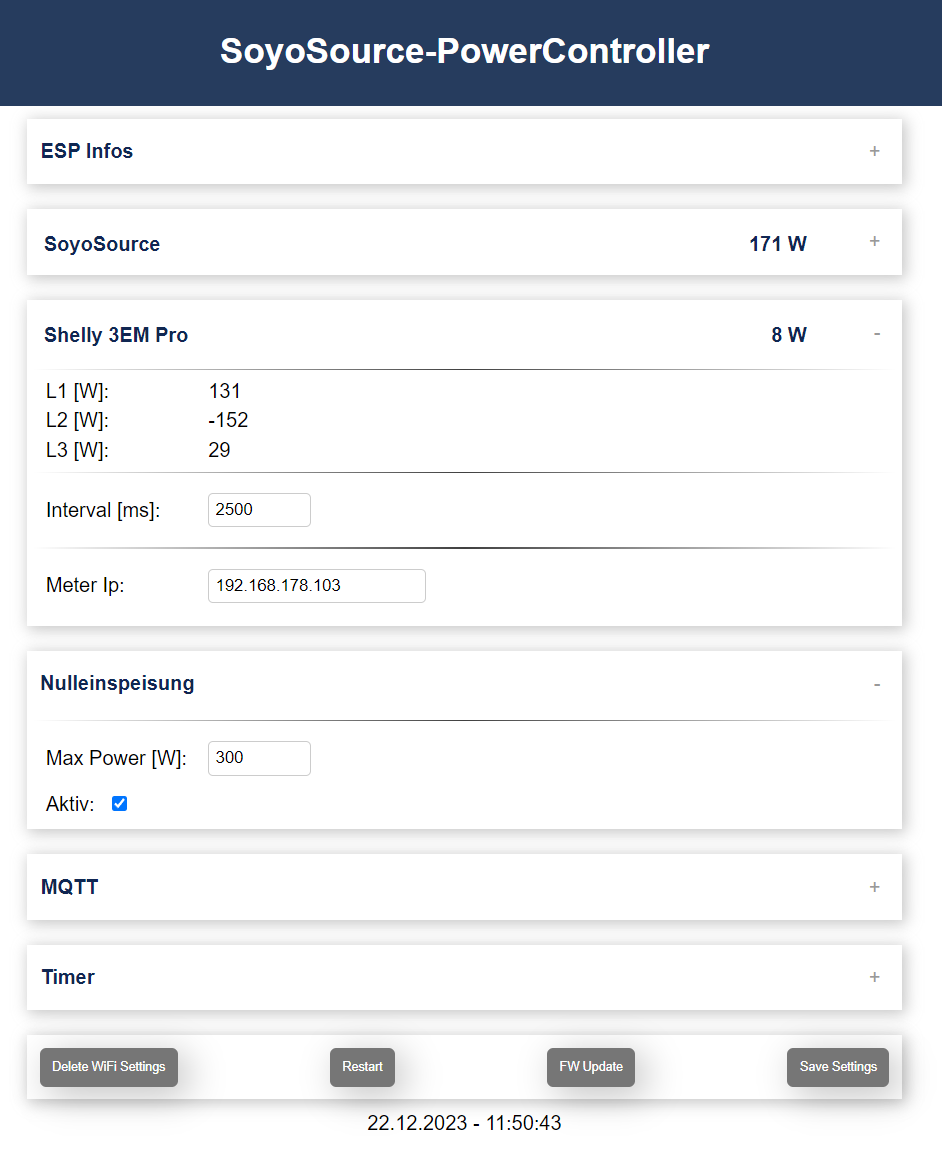 SoyoSource-PowerController
ESP Infos +
SoyoSource 171 W +
Shelly 3EM Pro 8 W -
L1 [W]: 131
L2 [W]: -152
L3 [W]: 29
Interval [ms]: 2500
Meter Ip: 192.168.178.103
Nulleinspeisung -
Max Power [W]: 300
Aktiv:
MQTT +
Timer +
Delete WiFi Settings Restart FW Update Save Settings
22.12.2023 - 11:50:43